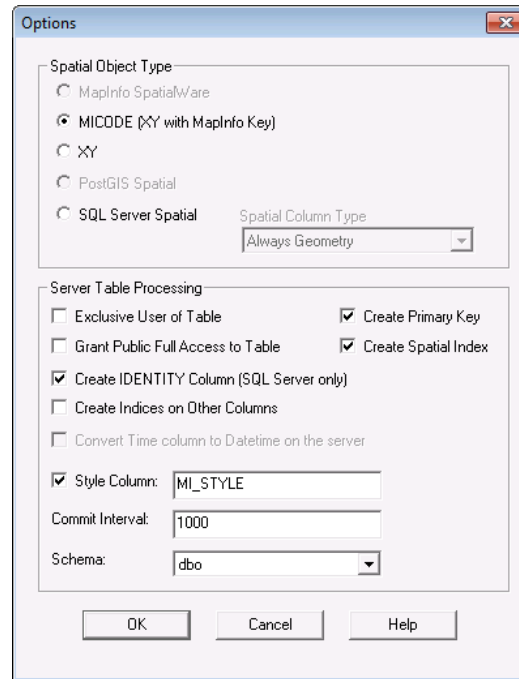 Options
Spatial Object Type
MapInfo SpatialWare
MICODE (XY with MapInfo Key)
XY
PostGIS Spatial
SQL Server Spatial
Spatial Column Type
Always Geometry
Server Table Processing
Exclusive User of Table
Create Primary Key
Grant Public Full Access to Table
Create Spatial Index
Create IDENTITY Column (SQL Server only)
Create Indices on Other Columns
Convert Time column to Datetime on the server
Style Column: MI_STYLE
Commit Interval: 1000
Schema: dbo
OK Cancel Help